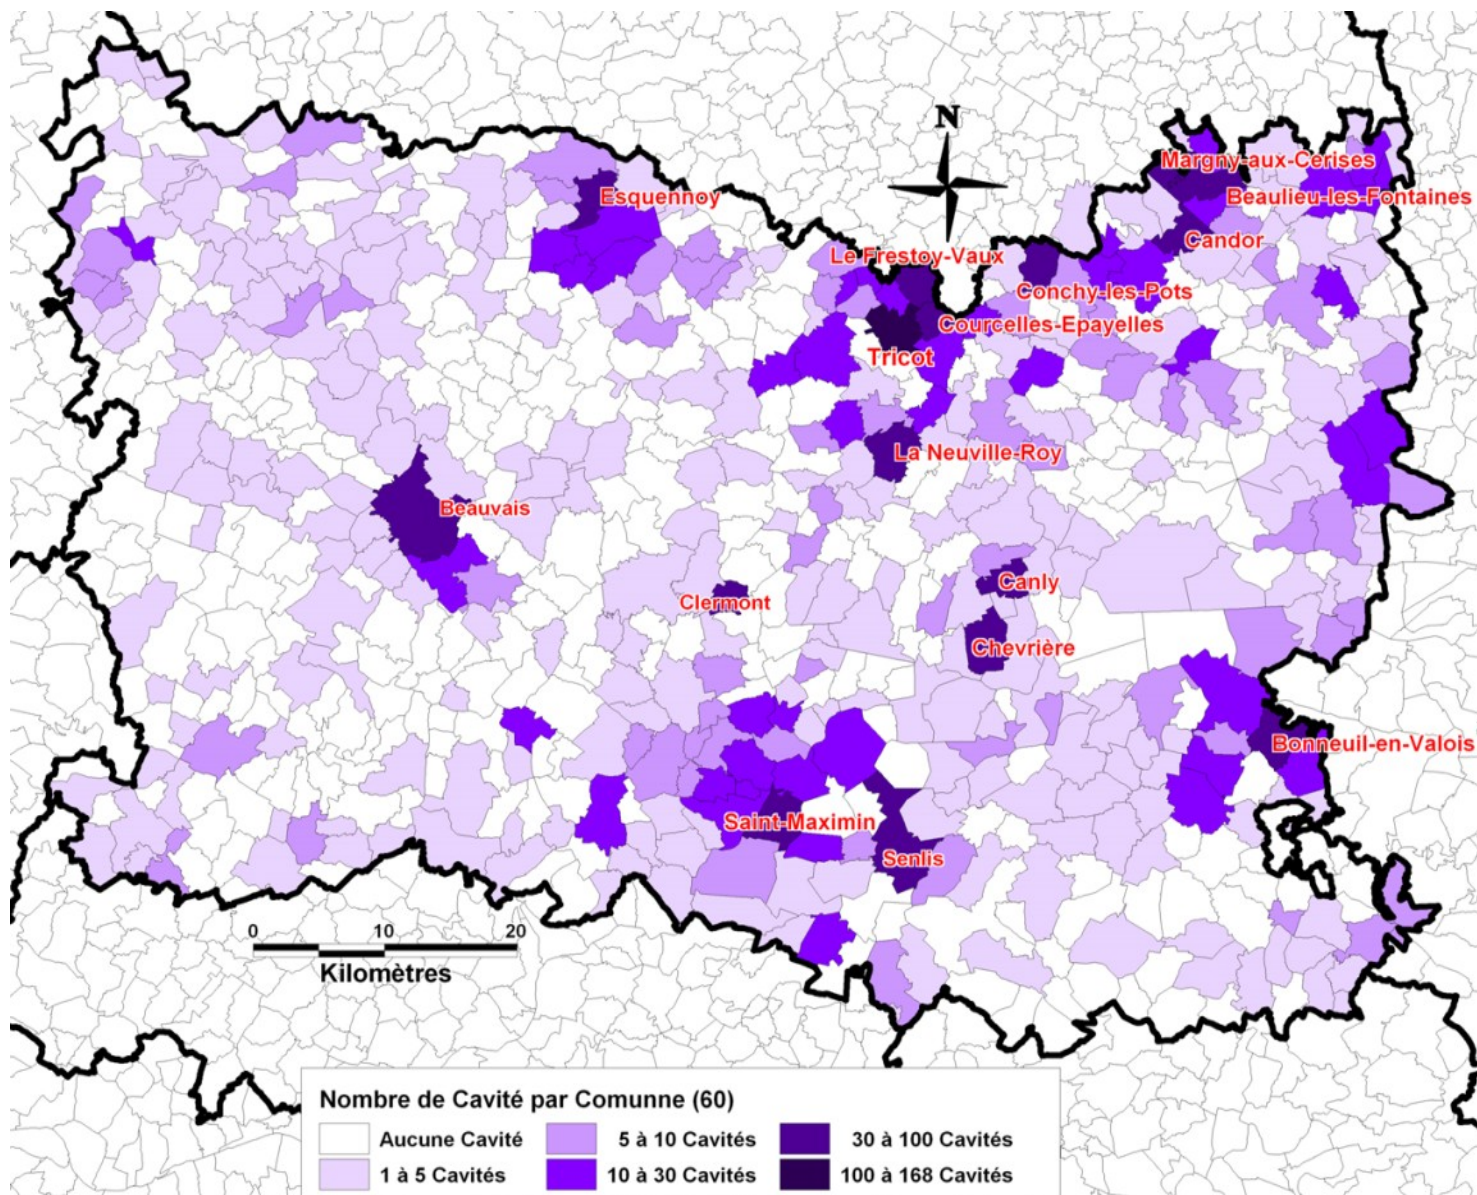 N
Margny-aux-Cerises
Esquennoy
Beaulieu-les-Fontaines
Candor
Le Frestoy-Vaux
Conchy-les-Pots
Courcelles-Epayelles
Tricot
La Neuville-Roy
Beauvais
Canly
Clermont
Chevrière
Bonneuil-en-Valois
Saint-Maximin
Senlis
0 10 20
Kilomètres
Nombre de Cavité par Comunne (60)
Aucune Cavité 5 à 10 Cavités 30 à 100 Cavités
1 à 5 Cavités 10 à 30 Cavités 100 à 168 Cavités